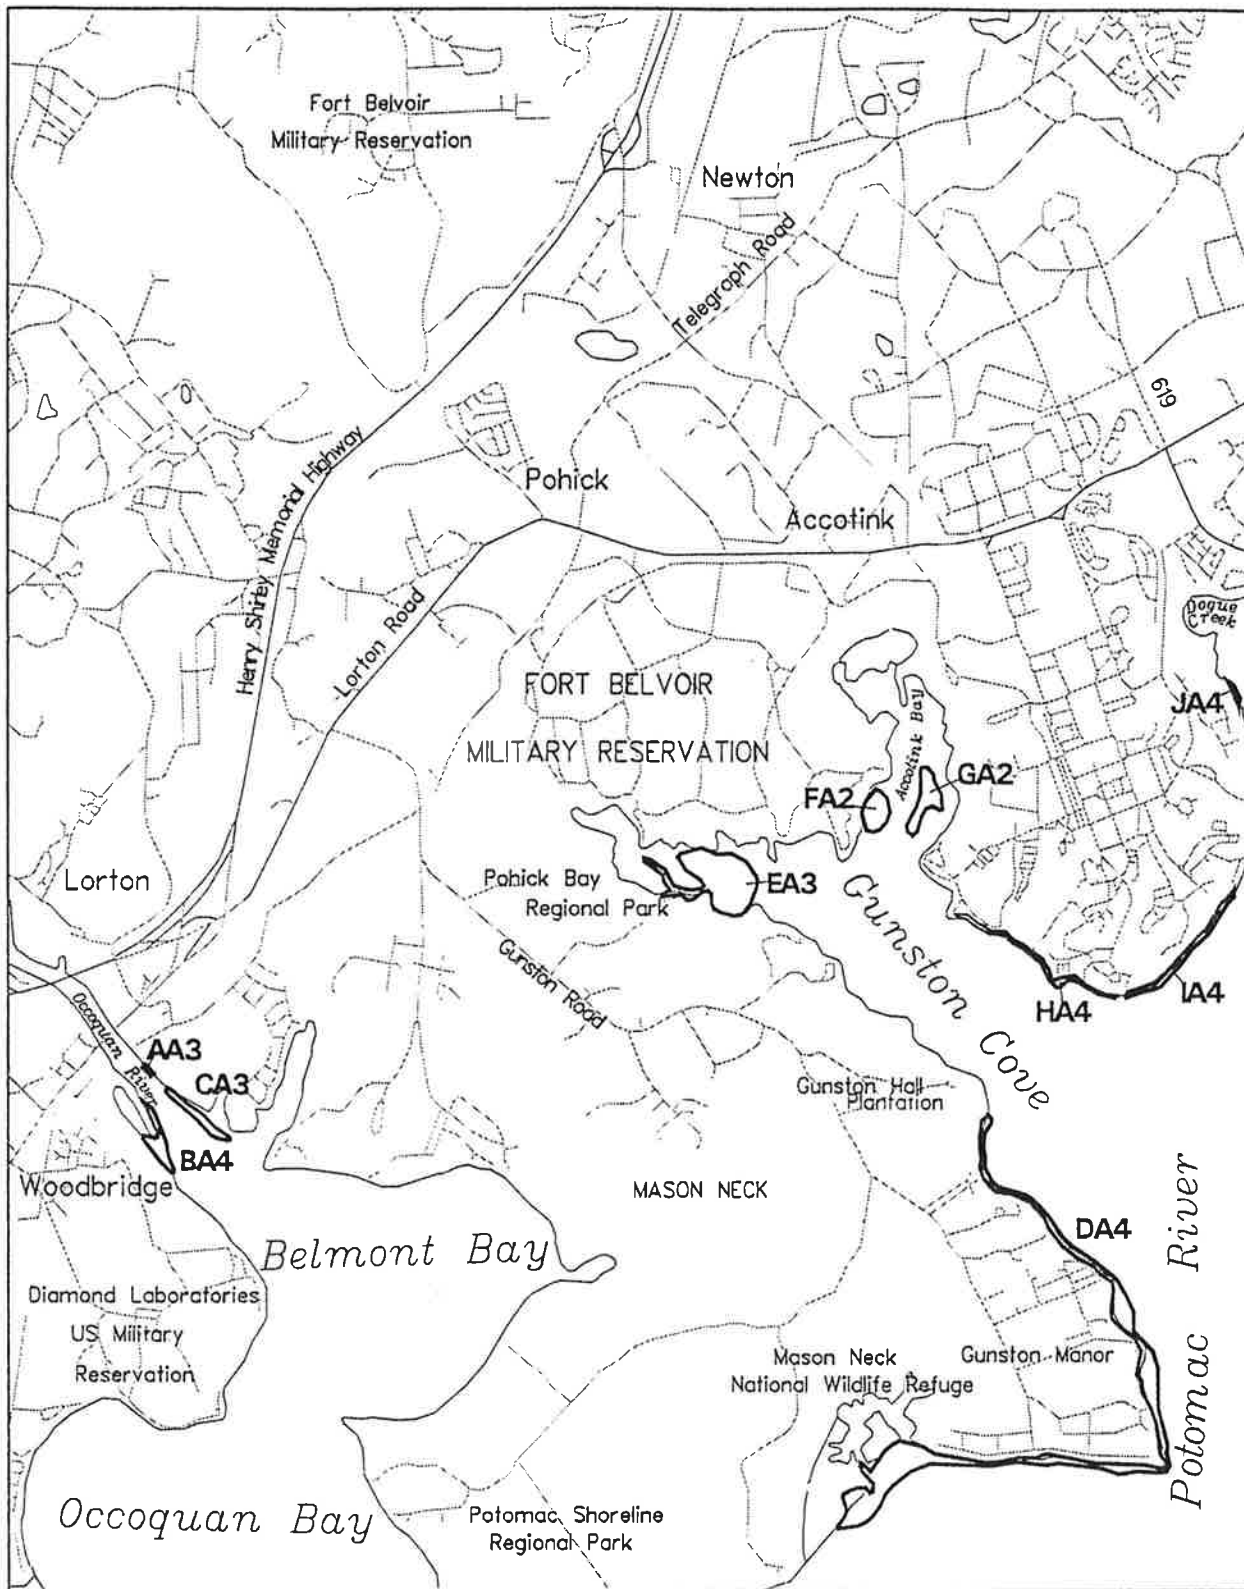 Fort Belvoir
Military Reservation
Newton
Telegraph Road
619
Henry Shirley Memorial Highway
Pohick
Accotink
Lorton Road
Dogue
Creek
FORT BELVOIR
MILITARY RESERVATION
Accotink Bay
JA4
GA2
FA2
Lorton
Pohick Bay
Regional Park
EA3
Gunston Cove
Gunston Road
HA4
IA4
Occoquan River
AA3
CA3
BA4
Gunston Hall
Plantation
Woodbridge
MASON NECK
DA4
Potomac River
Belmont Bay
Diamond Laboratories
US Military
Reservation
Mason Neck
National Wildlife Refuge
Gunston Manor
Occoquan Bay
Potomac Shoreline
Regional Park